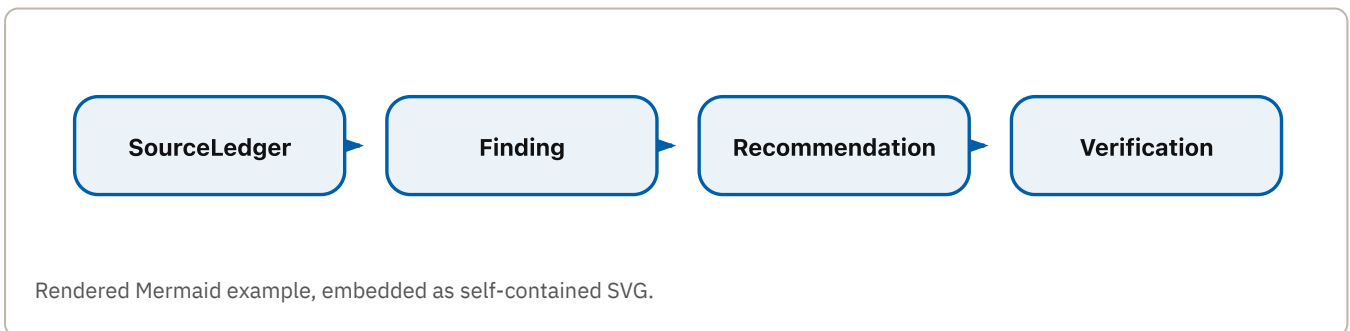 SourceLedger
Finding
Recommendation
Verification
Rendered Mermaid example, embedded as self-contained SVG.